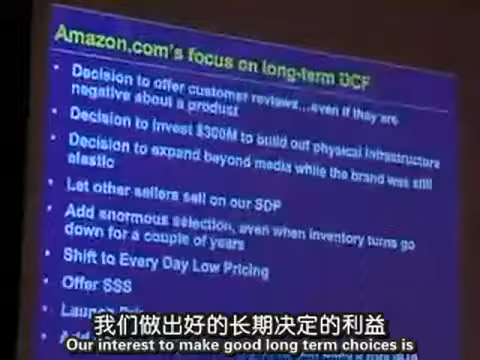 Amazon.com's focus on long-term DCF
• Decision to offer customer reviews...even if they are
negative about a product
• Decision to invest $300M to build out physical infrastructure
• Decision to expand beyond media while the brand was still
elastic
• Let other sellers sell on our SDP
• Add enormous selection, even when inventory turns go
down for a couple of years
• Shift to Every Day Low Pricing
• Offer SSS
• Launch
我们做出好的长期决定的利益
Our interest to make good long term choices is